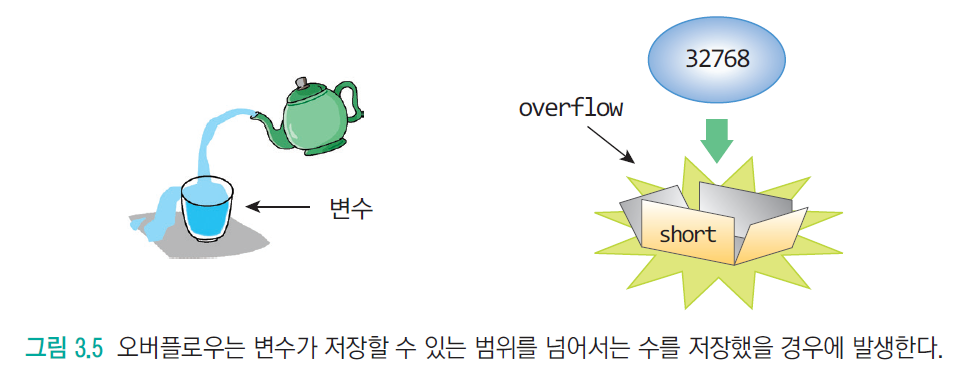 32768
overflow
변수
short
그림 3.5 오버플로우는 변수가 저장할 수 있는 범위를 넘어서는 수를 저장했을 경우에 발생한다.